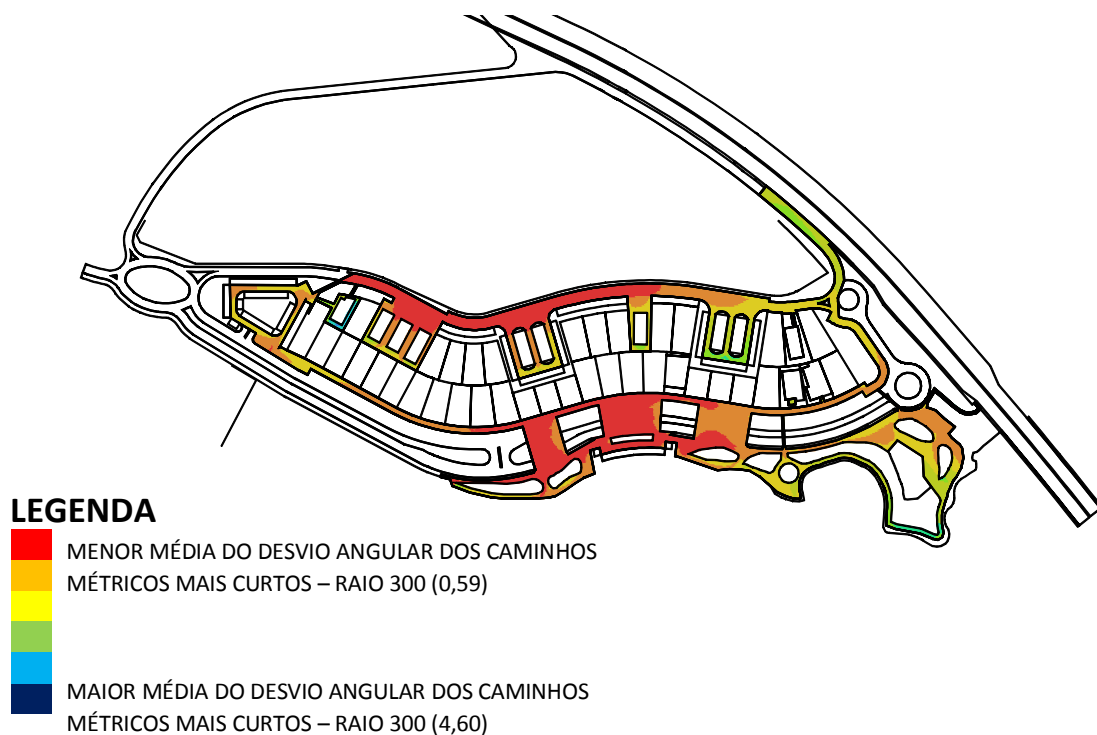 LEGENDA
MENOR MÉDIA DO DESVIO ANGULAR DOS CAMINHOS
MÉTRICOS MAIS CURTOS – RAIO 300 (0,59)
MAIOR MÉDIA DO DESVIO ANGULAR DOS CAMINHOS
MÉTRICOS MAIS CURTOS – RAIO 300 (4,60)